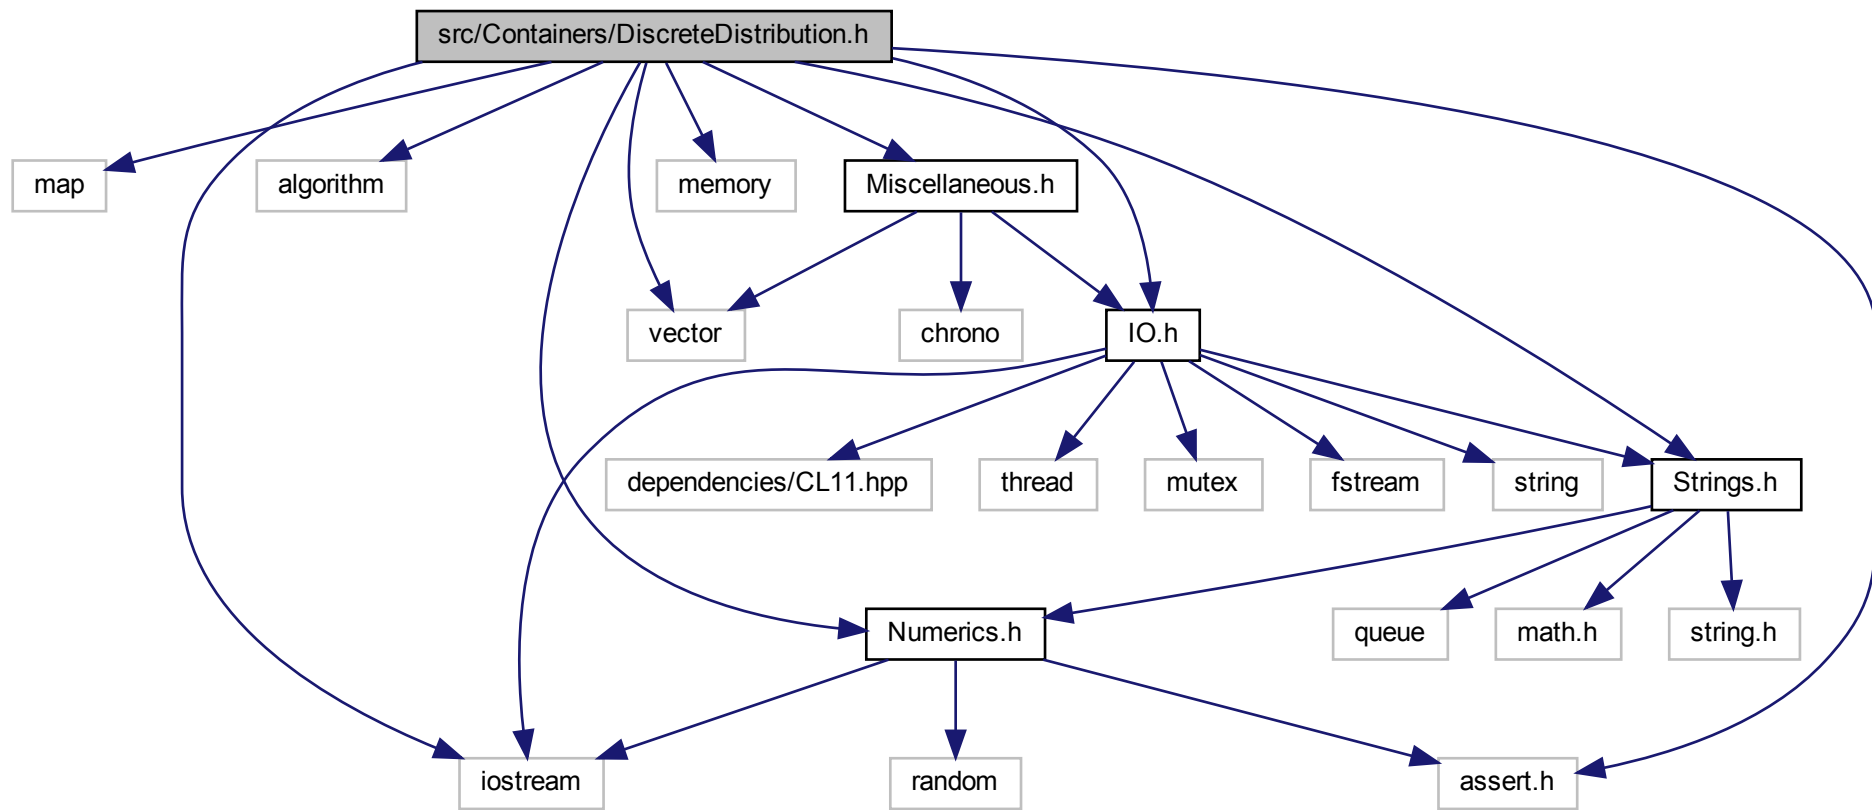 src/Containers/DiscreteDistribution.h
map
algorithm
memory
Miscellaneous.h
vector
chrono
IO.h
dependencies/CL11.hpp
thread
mutex
fstream
string
Strings.h
Numerics.h
queue
math.h
string.h
iostream
random
assert.h